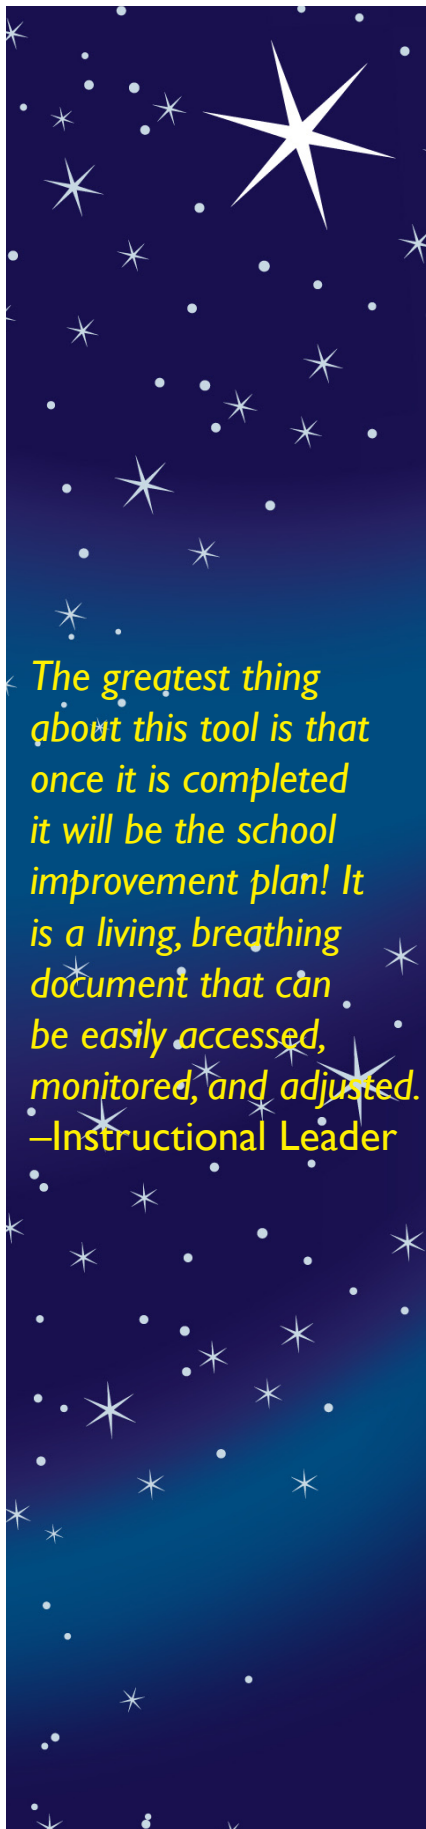 The greatest thing
about this tool is that
once it is completed
it will be the school
improvement plan! It
is a living, breathing
document that can
be easily accessed,
monitored, and adjusted.
–Instructional Leader